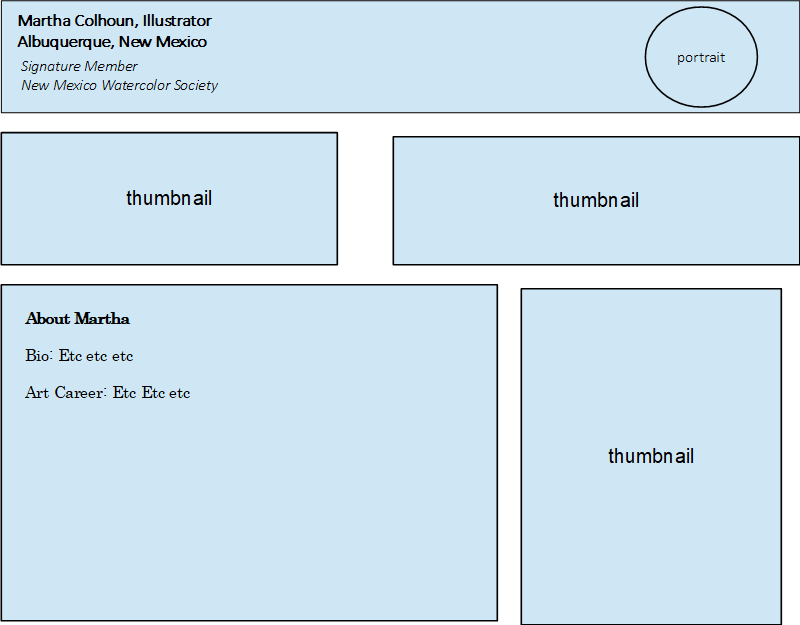 Martha Colhoun, Illustrator
Albuquerque, New Mexico
Signature Member
New Mexico Watercolor Society
portrait
thumbnail
thumbnail
About Martha
Bio: Etc etc etc
Art Career: Etc Etc etc
thumbnail